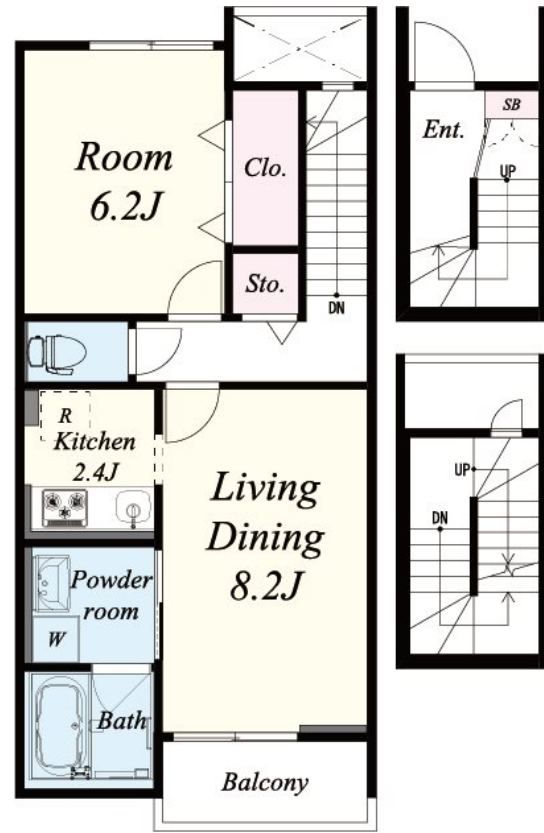 Room
6.2J
Clo.
Sto.
DN
R
Kitchen
2.4J
Living
Dining
8.2J
Powder
room
W
Bath
Balcony
SB
Ent.
UP
UP
DN